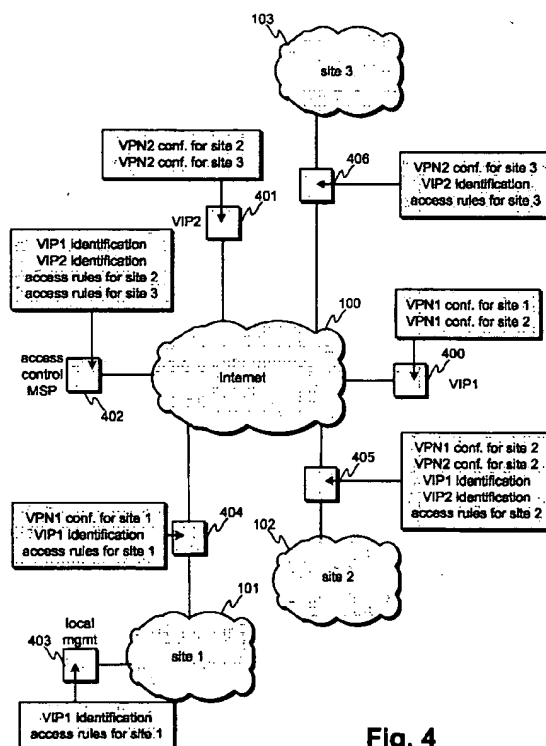 103
site 3
VPN2 conf. for site 2
VPN2 conf. for site 3
406
VPN2 conf. for site 3
VIP2 identification
access rules for site 3
VIP2
401
VIP1 identification
VIP2 identification
access rules for site 2
access rules for site 3
100
VPN1 conf. for site 1
VPN1 conf. for site 2
Internet
access
control
MSP
402
400
VIP1
405
VPN1 conf. for site 2
VPN2 conf. for site 2
VIP1 identification
VIP2 identification
access rules for site 2
VPN1 conf. for site 1
VIP1 identification
access rules for site 1
404
102
site 2
101
local
mgmt
403
site 1
VIP1 identification
access rules for site 1
Fig. 4